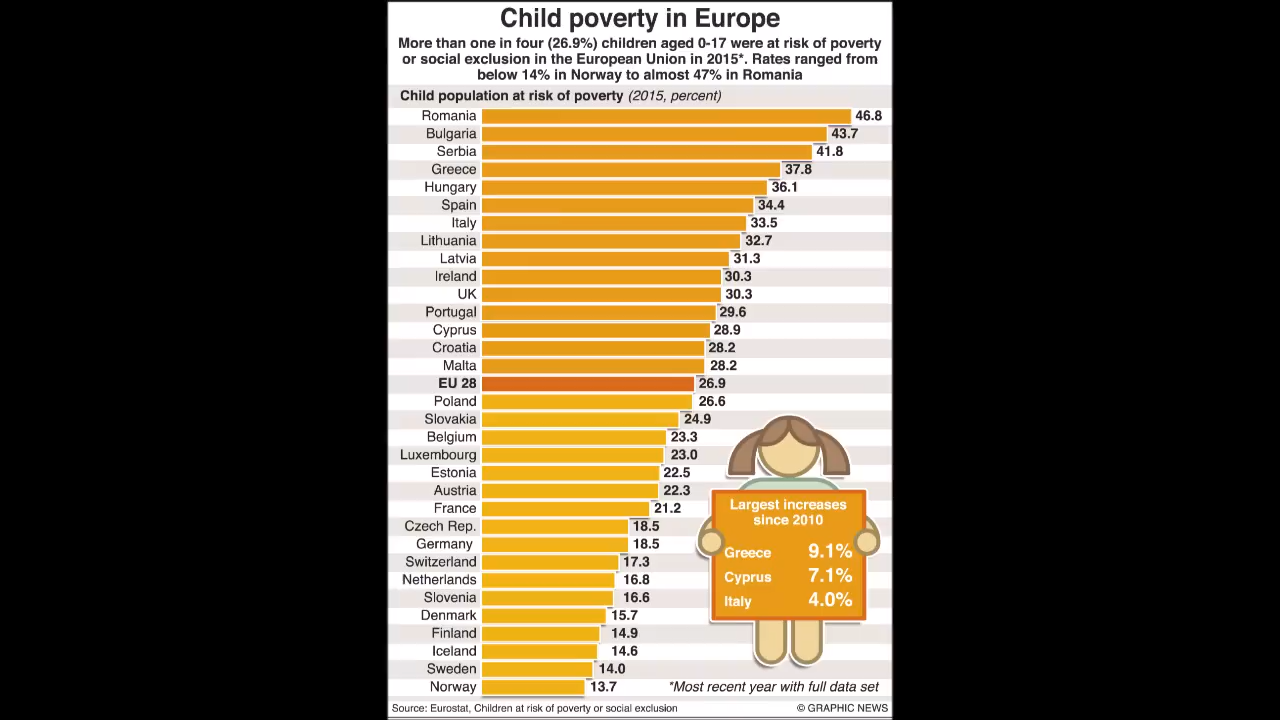 Child poverty in Europe
More than one in four (26.9%) children aged 0-17 were at risk of poverty
or social exclusion in the European Union in 2015*. Rates ranged from
below 14% in Norway to almost 47% in Romania
Child population at risk of poverty (2015, percent)
Romania 46.8
Bulgaria 43.7
Serbia 41.8
Greece 37.8
Hungary 36.1
Spain 34.4
Italy 33.5
Lithuania 32.7
Latvia 31.3
Ireland 30.3
UK 30.3
Portugal 29.6
Cyprus 28.9
Croatia 28.2
Malta 28.2
EU 28 26.9
Poland 26.6
Slovakia 24.9
Belgium 23.3
Luxembourg 23.0
Estonia 22.5
Austria 22.3
France 21.2
Czech Rep. 18.5
Germany 18.5
Switzerland 17.3
Netherlands 16.8
Slovenia 16.6
Denmark 15.7
Finland 14.9
Iceland 14.6
Sweden 14.0
Norway 13.7
Largest increases
since 2010
Greece 9.1%
Cyprus 7.1%
Italy 4.0%
*Most recent year with full data set
Source: Eurostat, Children at risk of poverty or social exclusion
© GRAPHIC NEWS